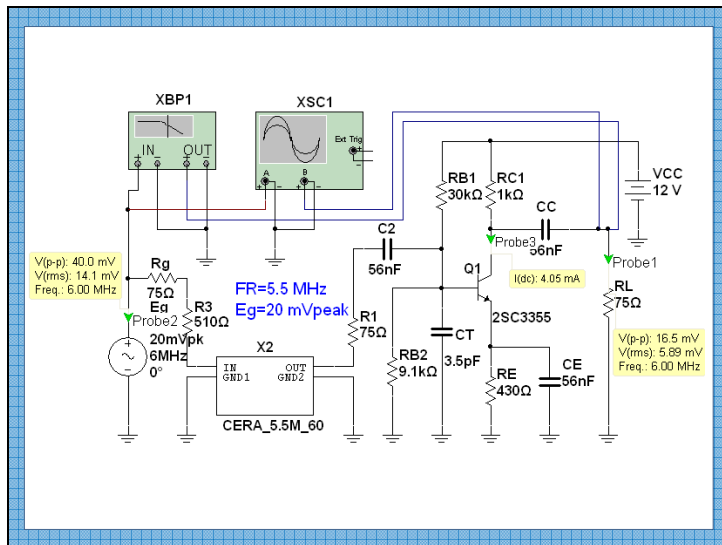 XBP1
XSC1
IN
OUT
Ext Trig
A
B
VCC
12 V
RB1
30kΩ
RC1
1kΩ
CC
56nF
C2
56nF
Probe3
Probe1
V(p-p): 40.0 mV
V(rms): 14.1 mV
Freq.: 6.00 MHz
Rg
75Ω
Eg
Probe2
20mVpk
6MHz
0°
R3
510Ω
FR=5.5 MHz
Eg=20 mVpeak
R1
75Ω
Q1
I(dc): 4.05 mA
2SC3355
RL
75Ω
V(p-p): 16.5 mV
V(rms): 5.89 mV
Freq.: 6.00 MHz
X2
IN
OUT
GND1
GND2
CERA_5.5M_60
RB2
9.1kΩ
CT
3.5pF
RE
430Ω
CE
56nF